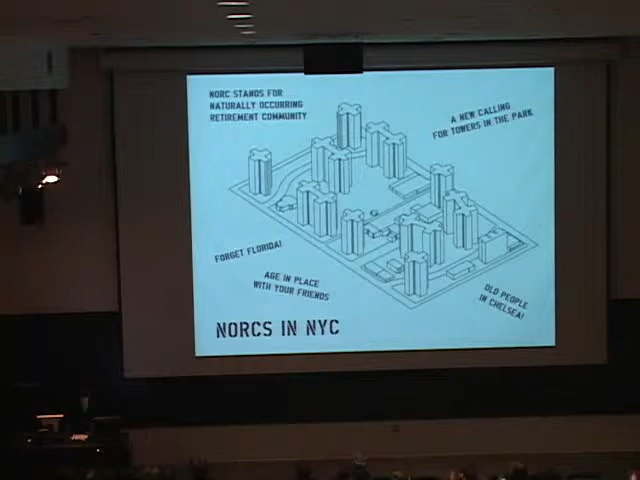 NORC STANDS FOR
NATURALLY OCCURRING
RETIREMENT COMMUNITY
A NEW CALLING
FOR TOWERS IN THE PARK
FORGET FLORIDA!
AGE IN PLACE
WITH YOUR FRIENDS
OLD PEOPLE
IN CHELSEA!
NORCS IN NYC